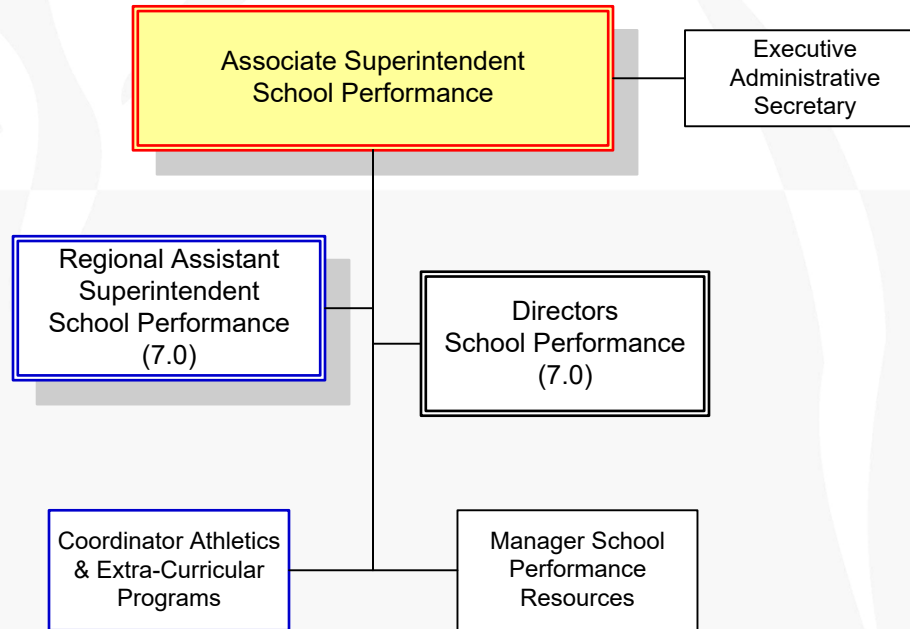 Associate Superintendent
School Performance
Executive
Administrative
Secretary
Regional Assistant
Superintendent
School Performance
(7.0)
Directors
School Performance
(7.0)
Coordinator Athletics
& Extra-Curricular
Programs
Manager School
Performance
Resources